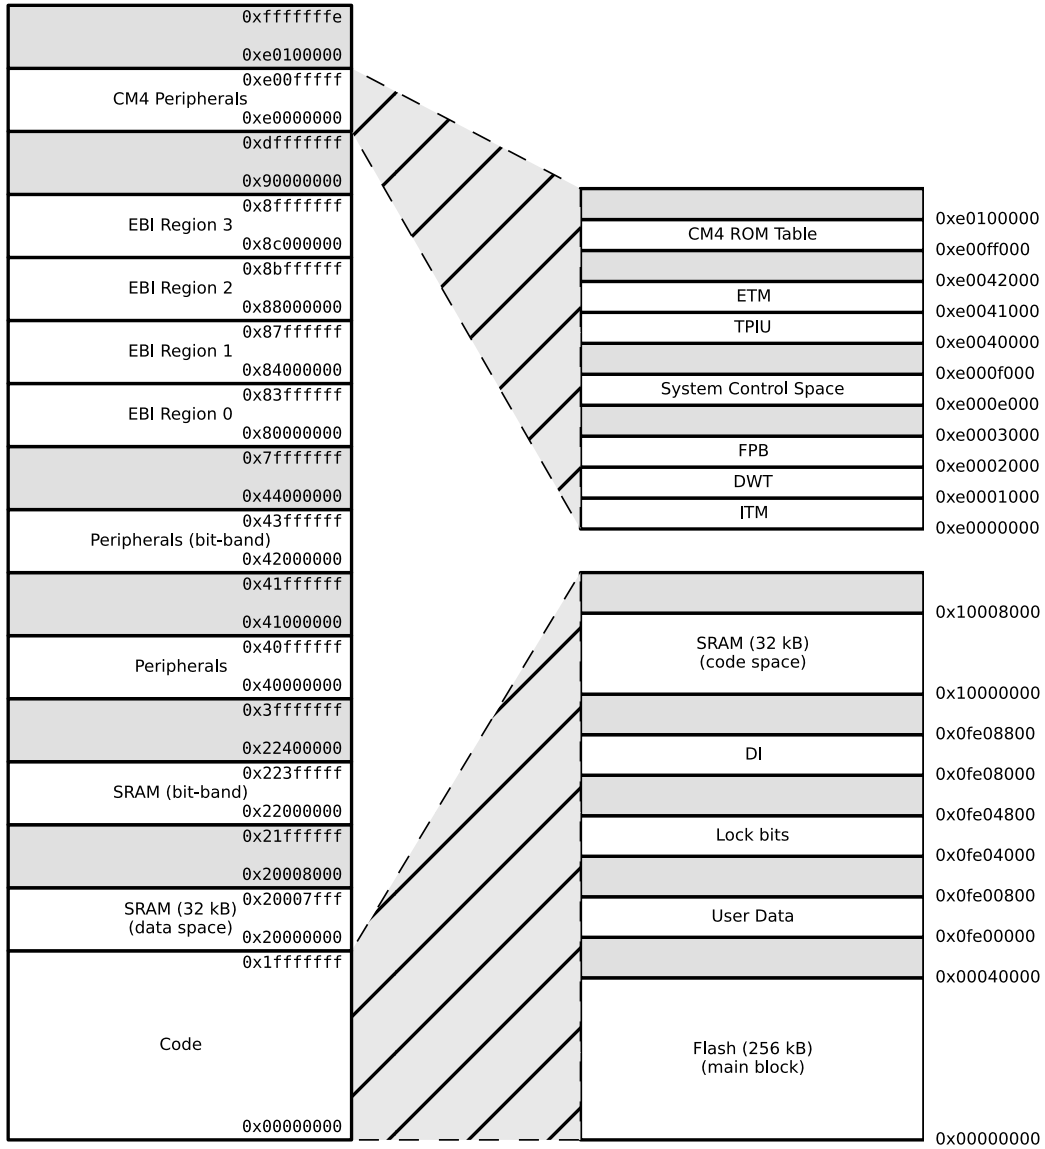 0xfffffffe
0xe0100000
0xe00fffff
CM4 Peripherals
0xe0000000
0xdfffffff
0x90000000
0x8fffffff
EBI Region 3
0x8c000000
0x8bffffff
EBI Region 2
0x88000000
0x87ffffff
EBI Region 1
0x84000000
0x83ffffff
EBI Region 0
0x80000000
0x7fffffff
0x44000000
0x43ffffff
Peripherals (bit-band)
0x42000000
0x41ffffff
0x41000000
0x40ffffff
Peripherals
0x40000000
0x3fffffff
0x22400000
0x223fffff
SRAM (bit-band)
0x22000000
0x21ffffff
0x20008000
0x20007fff
SRAM (32 kB)
(data space)
0x20000000
0x1fffffff
Code
0x00000000
0xe0100000
CM4 ROM Table
0xe00ff000
0xe0042000
ETM
0xe0041000
TPIU
0xe0040000
0xe000f000
System Control Space
0xe000e000
0xe0003000
FPB
0xe0002000
DWT
0xe0001000
ITM
0xe0000000
0x10008000
SRAM (32 kB)
(code space)
0x10000000
0x0fe08800
DI
0x0fe08000
0x0fe04800
Lock bits
0x0fe04000
0x0fe00800
User Data
0x0fe00000
0x00040000
Flash (256 kB)
(main block)
0x00000000